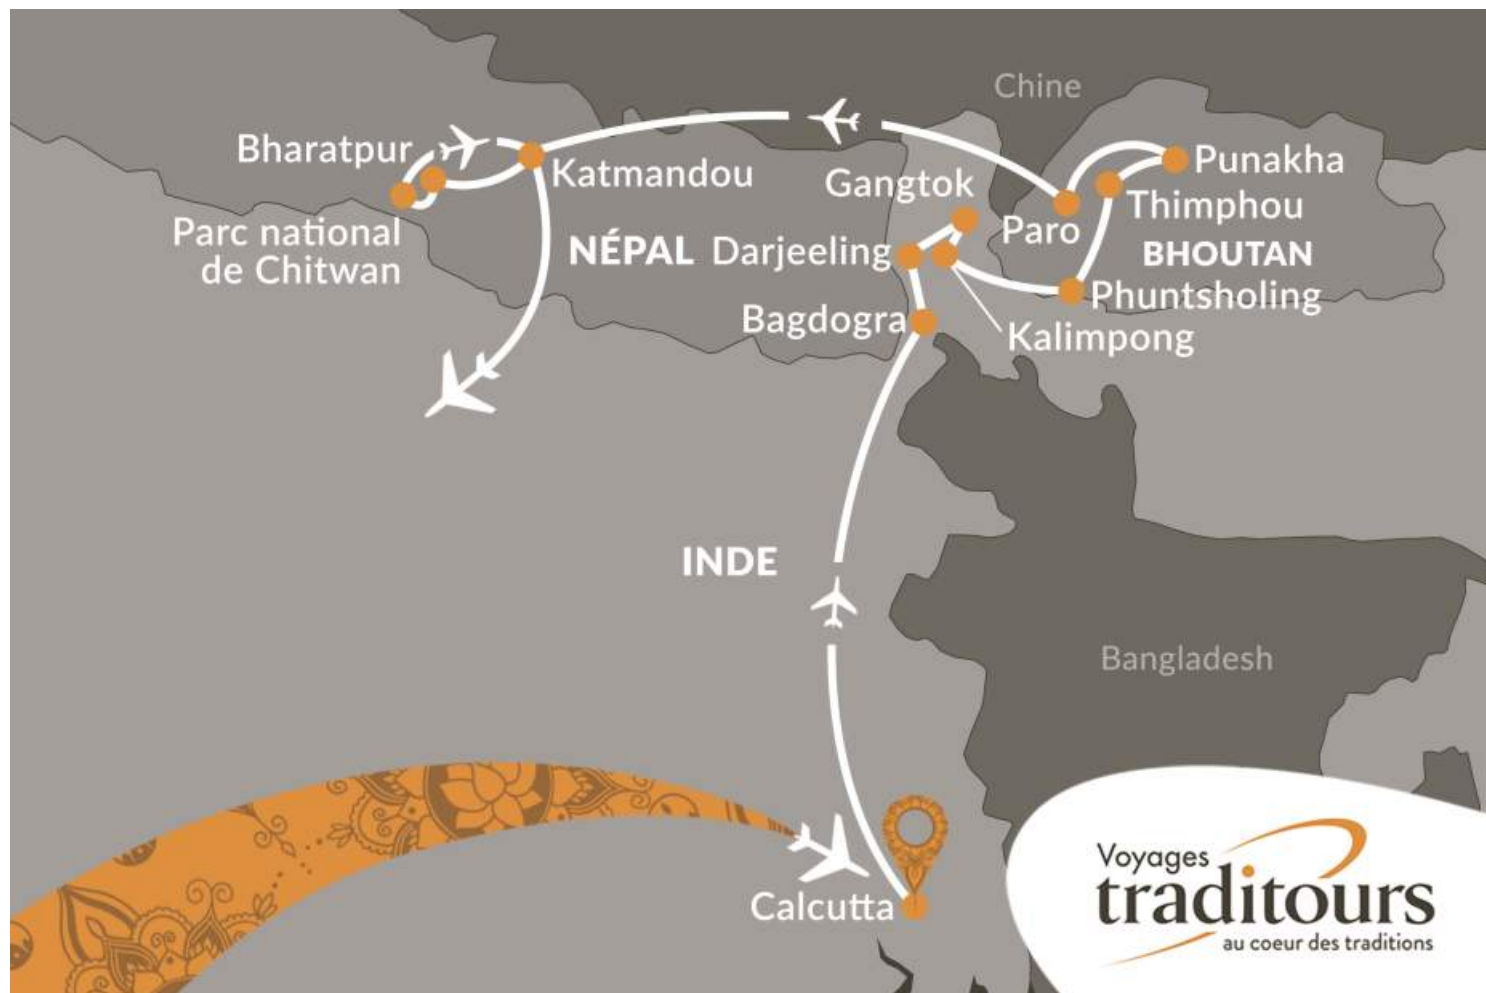 Chine
Bharatpur
Katmandou
Gangtok
Punakha
Thimphou
Paro
Parc national
de Chitwan
NÉPAL
Darjeeling
BHOUTAN
Bagdogra
Phuntsholing
Kalimpong
INDE
Bangladesh
Calcutta
Voyages
traditours
au coeur des traditions